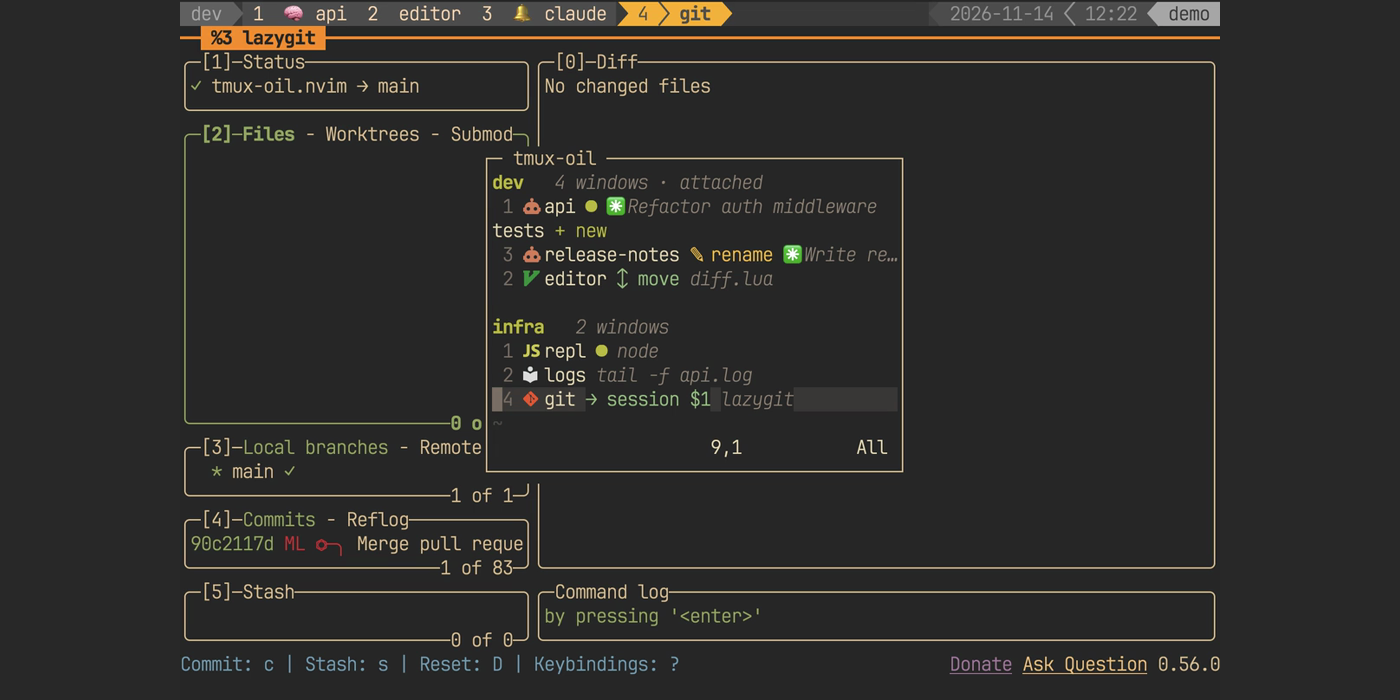 dev 1 🧠 api 2 editor 3 🔔 claude 4 git 2026-11-14 12:22 demo
%3 lazygit
[1]─Status
✓ tmux-oil.nvim → main
[0]─Diff
No changed files
[2]─Files - Worktrees - Submod
0 o
tmux-oil
dev 4 windows · attached
1 api ● ✳️Refactor auth middleware
tests + new
3 release-notes ✎ rename ✳️Write re…
2 editor ↕ move diff.lua
infra 2 windows
1 JS repl ● node
2 logs tail -f api.log
4 git → session $1 lazygit
~
9,1 All
[3]─Local branches - Remote
* main ✓
1 of 1
[4]─Commits - Reflog
90c2117d ML Merge pull reque
1 of 83
[5]─Stash
0 of 0
Command log
by pressing '<enter>'
Commit: c | Stash: s | Reset: D | Keybindings: ? Donate Ask Question 0.56.0